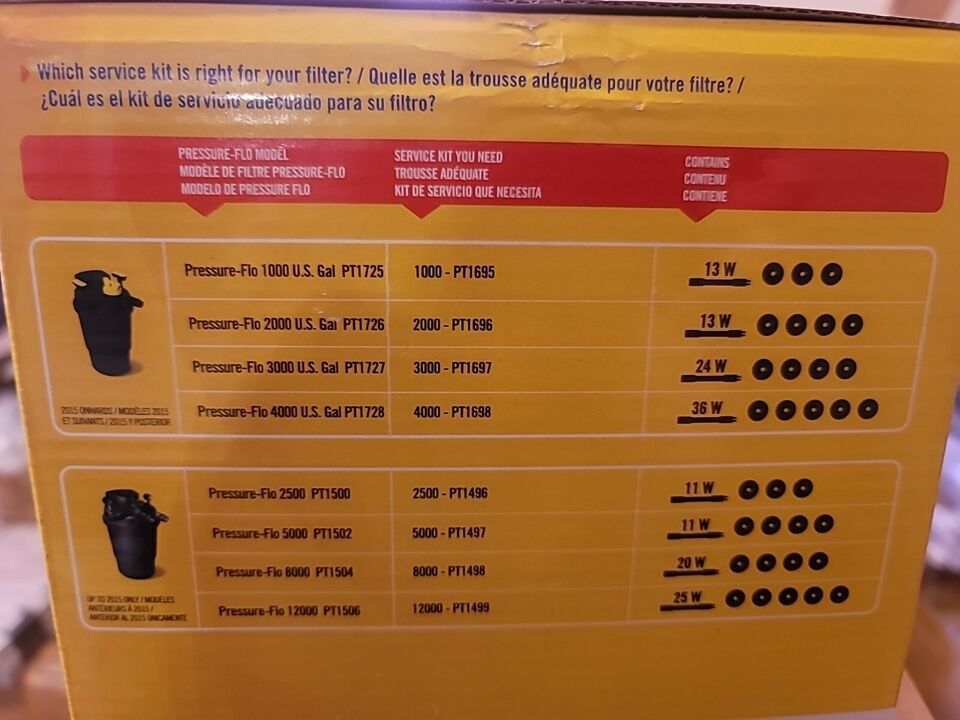 Which service kit is right for your filter? / Quelle est la trousse adéquate pour votre filtre? /
¿Cuál es el kit de servicio adecuado para su filtro?
PRESSURE-FLO MODEL
MODÈLE DE FILTRE PRESSURE-FLO
MODELO DE PRESSURE FLO
SERVICE KIT YOU NEED
TROUSSE ADÉQUATE
KIT DE SERVICIO QUE NECESITA
CONTAINS
CONTENU
CONTIENE
Pressure-Flo 1000 U.S. Gal PT1725 1000 - PT1695 13 W
Pressure-Flo 2000 U.S. Gal PT1726 2000 - PT1696 13 W
Pressure-Flo 3000 U.S. Gal PT1727 3000 - PT1697 24 W
Pressure-Flo 4000 U.S. Gal PT1728 4000 - PT1698 36 W
2015 ONWARDS / MODÈLES 2015
ET SUIVANTS / 2015 Y POSTERIOR
Pressure-Flo 2500 PT1500 2500 - PT1496 11 W
Pressure-Flo 5000 PT1502 5000 - PT1497 11 W
Pressure-Flo 8000 PT1504 8000 - PT1498 20 W
Pressure-Flo 12000 PT1506 12000 - PT1499 25 W
UP TO 2015 ONLY / MODÈLES
ANTÉRIEURS À 2015 /
ANTERIOR AL 2015 ÚNICAMENTE